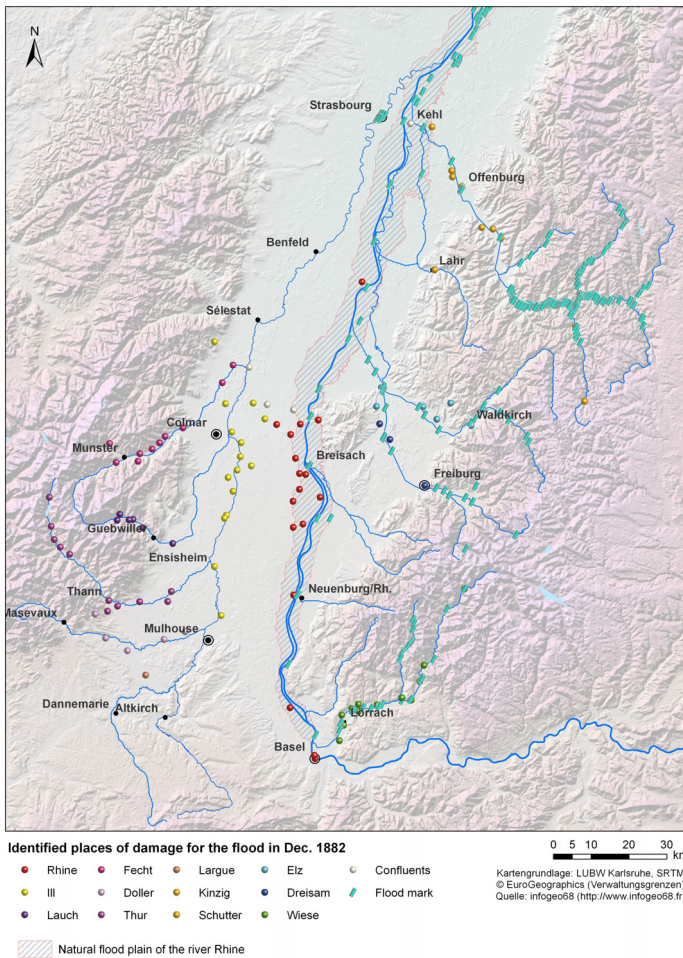 N
Strasbourg
Kehl
Offenburg
Benfeld
Lahr
Sélestat
Colmar
Waldkirch
Munster
Breisach
Freiburg
Guebwiller
Ensisheim
Thann
Neuenburg/Rh.
Masevaux
Mulhouse
Dannemarie
Altkirch
Lörrach
Basel
Identified places of damage for the flood in Dec. 1882
0 5 10 20 30
km
Rhine Fecht Largue Elz Confluents
Ill Doller Kinzig Dreisam Flood mark
Lauch Thur Schutter Wiese
Natural flood plain of the river Rhine
Kartengrundlage: LUBW Karlsruhe, SRTM
© EuroGeographics (Verwaltungsgrenzen)
Quelle: infogeo68 (http://www.infogeo68.fr